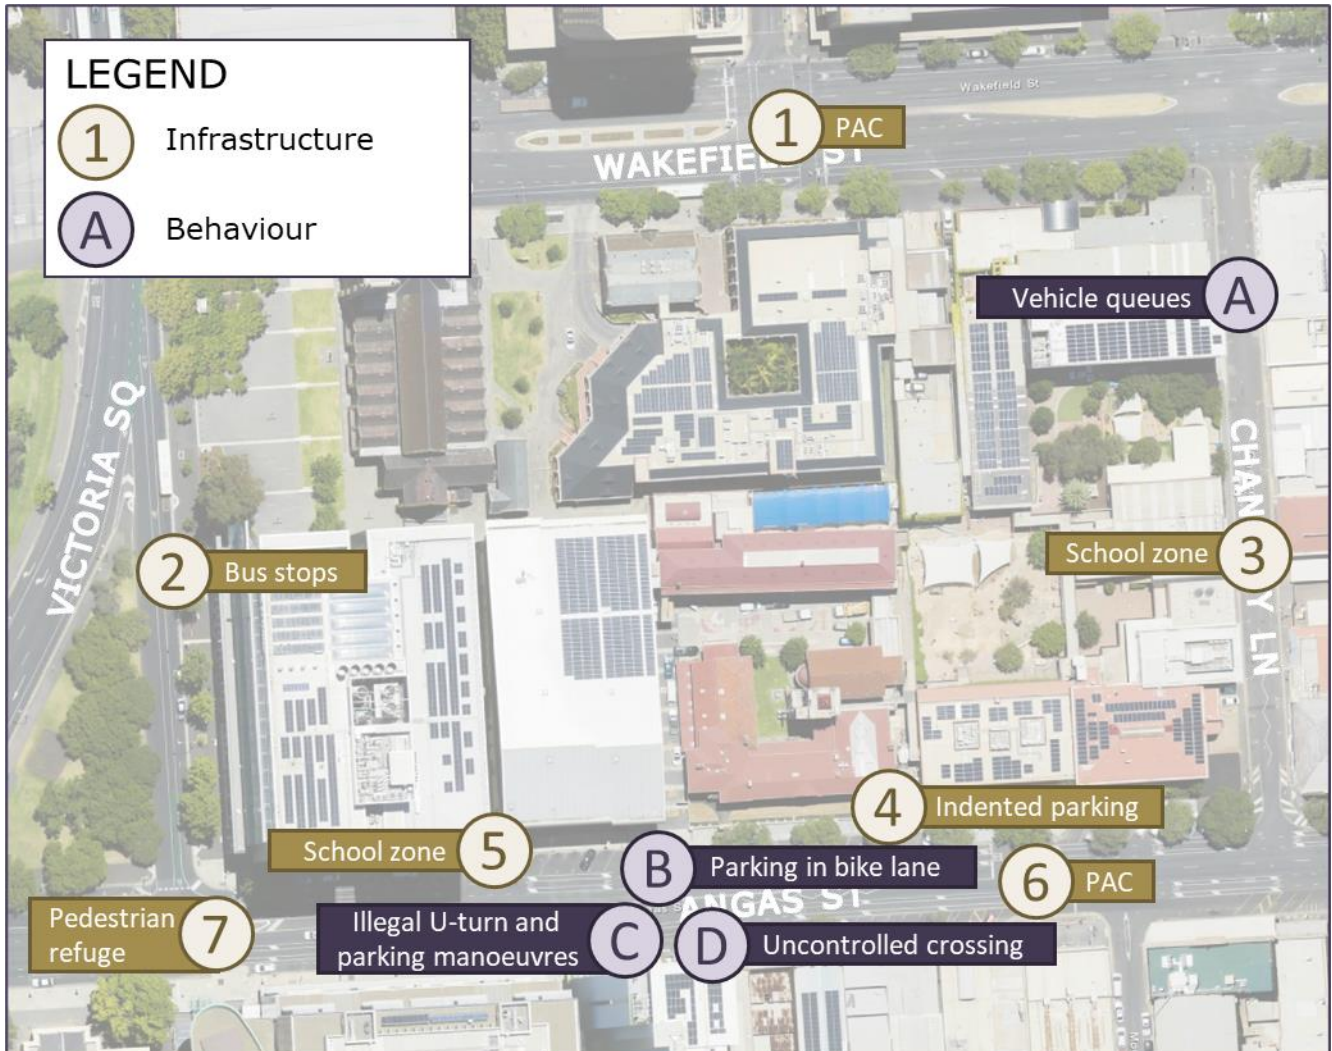 LEGEND
1 Infrastructure
A Behaviour
Wakefield St
1 PAC
WAKEFIELD ST
Vehicle queues A
VICTORIA SQ
CHANCERY LN
School zone 3
2 Bus stops
4 Indented parking
School zone 5
B Parking in bike lane
6 PAC
ANGAS ST
Pedestrian
refuge 7
Illegal U-turn and
parking manoeuvres C
D Uncontrolled crossing